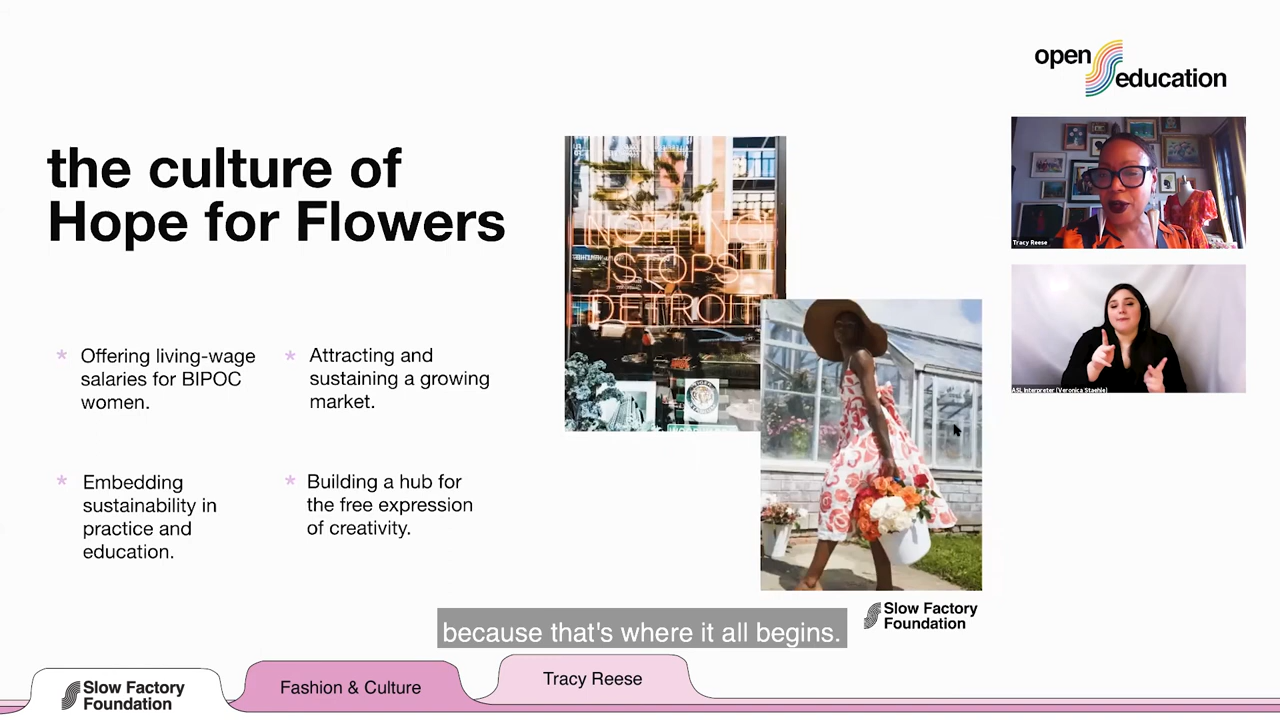 open
education
the culture of
Hope for Flowers
* Offering living-wage
salaries for BIPOC
women.
* Attracting and
sustaining a growing
market.
* Embedding
sustainability in
practice and
education.
* Building a hub for
the free expression
of creativity.
NOTHING
STOPS
DETROIT
Tracy Reese
ASL Interpreter (Veronica Staehle)
Slow Factory
Foundation
because that's where it all begins.
Slow Factory
Foundation
Fashion & Culture
Tracy Reese